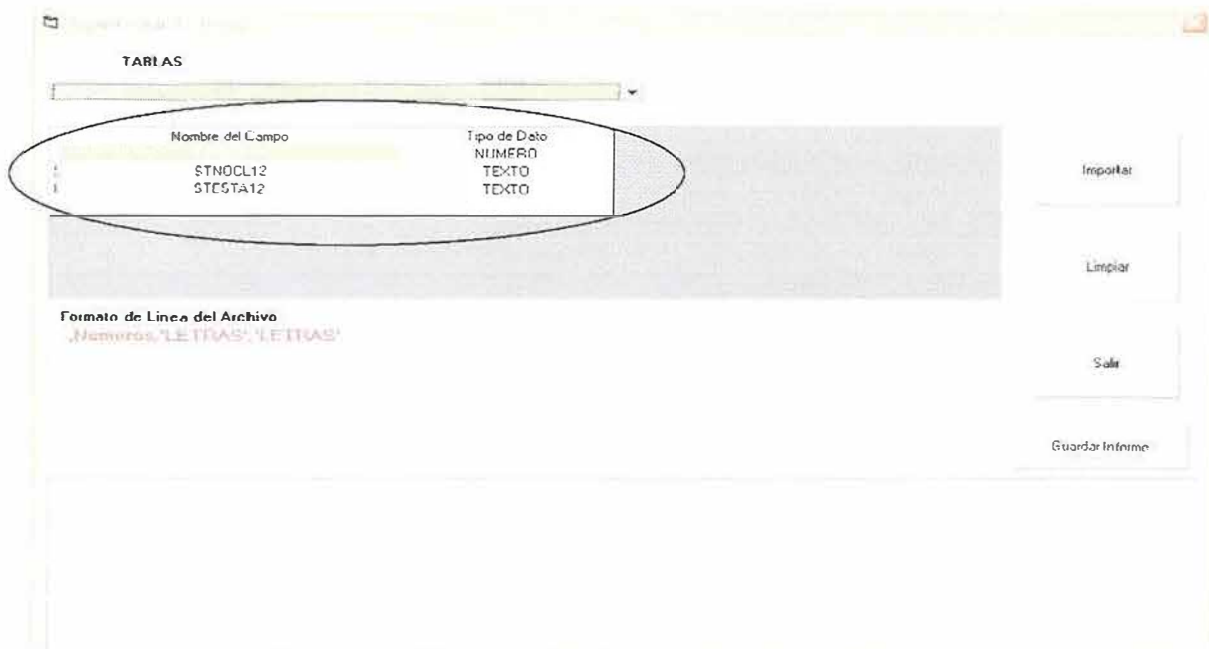 TABLAS
Nombre del Campo Tipo de Dato
NUMERO
STNOCL12 TEXTO
STESTA12 TEXTO
Importar
Limpiar
Formato de Linea del Archivo
,Numeros,'LETRAS','LETRAS'
Salir
Guardar Informe